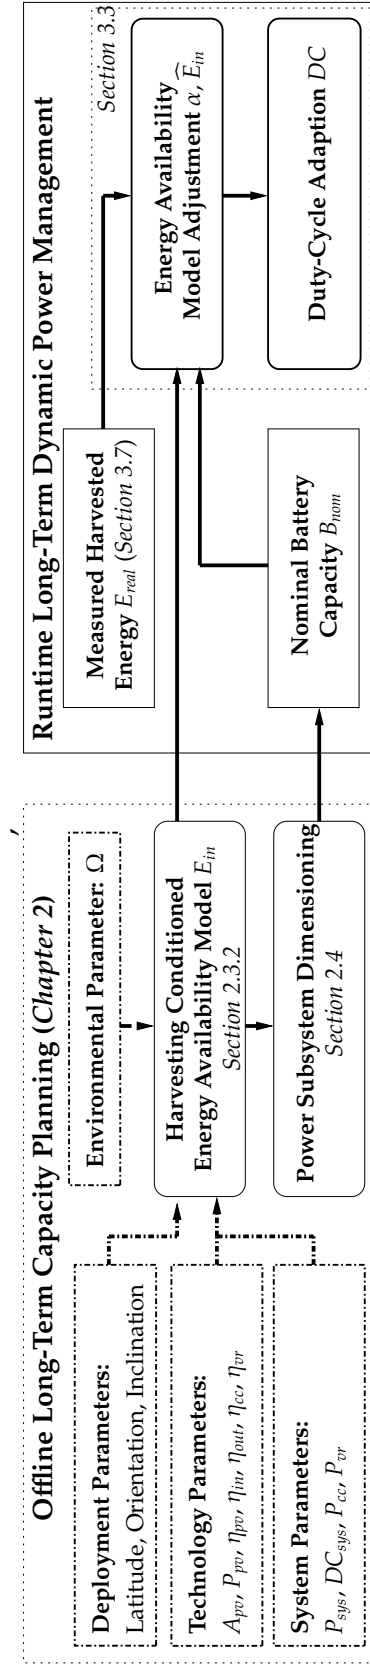 Offline Long-Term Capacity Planning (Chapter 2)
Deployment Parameters:
Latitude, Orientation, Inclination
Technology Parameters:
A_pv, P_pv, η_pv, η_in, η_out, η_cc, η_vr
System Parameters:
P_sys, DC_sys, P_cc, P_vr
Environmental Parameter: Ω
Harvesting Conditioned
Energy Availability Model E_in
Section 2.3.2
Power Subsystem Dimensioning
Section 2.4
,
Runtime Long-Term Dynamic Power Management
Measured Harvested
Energy E_real (Section 3.7)
Nominal Battery
Capacity B_nom
Section 3.3
Energy Availability
Model Adjustment α, Ê_in
Duty-Cycle Adaption DC